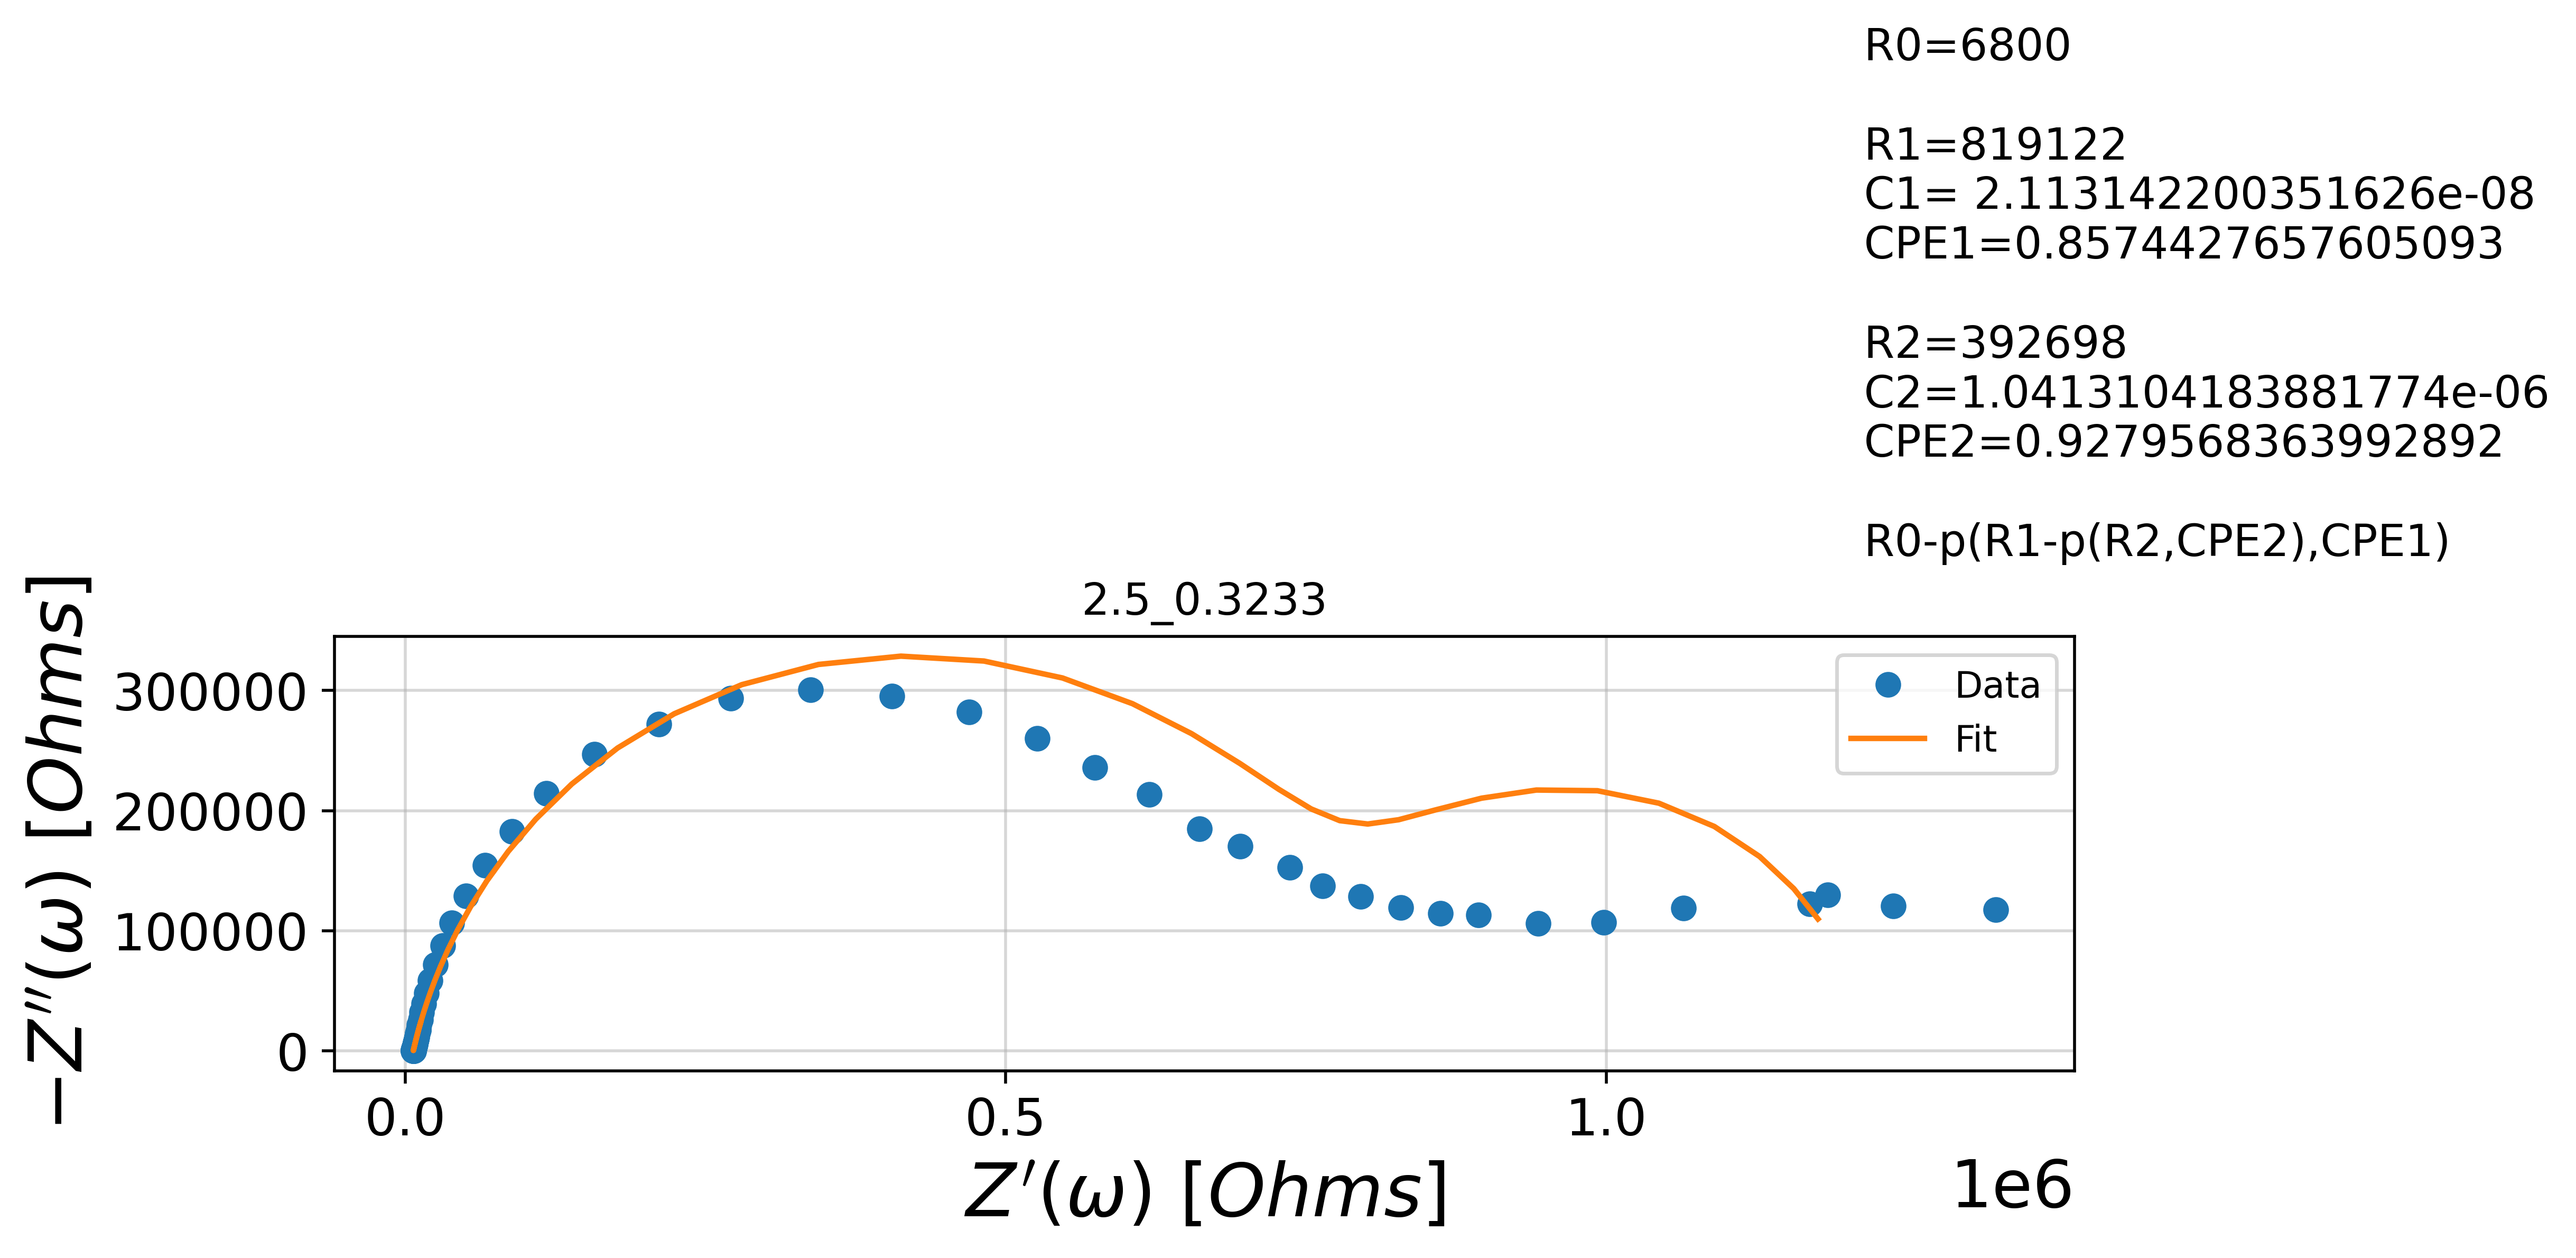 R0=6800
R1=819122
C1= 2.113142200351626e-08
CPE1=0.8574427657605093
R2=392698
C2=1.0413104183881774e-06
CPE2=0.9279568363992892
R0-p(R1-p(R2,CPE2),CPE1)
2.5_0.3233
−Z″(ω) [Ohms]
300000
200000
100000
0
Data
Fit
0.0
0.5
1.0
Z′(ω) [Ohms]
1e6